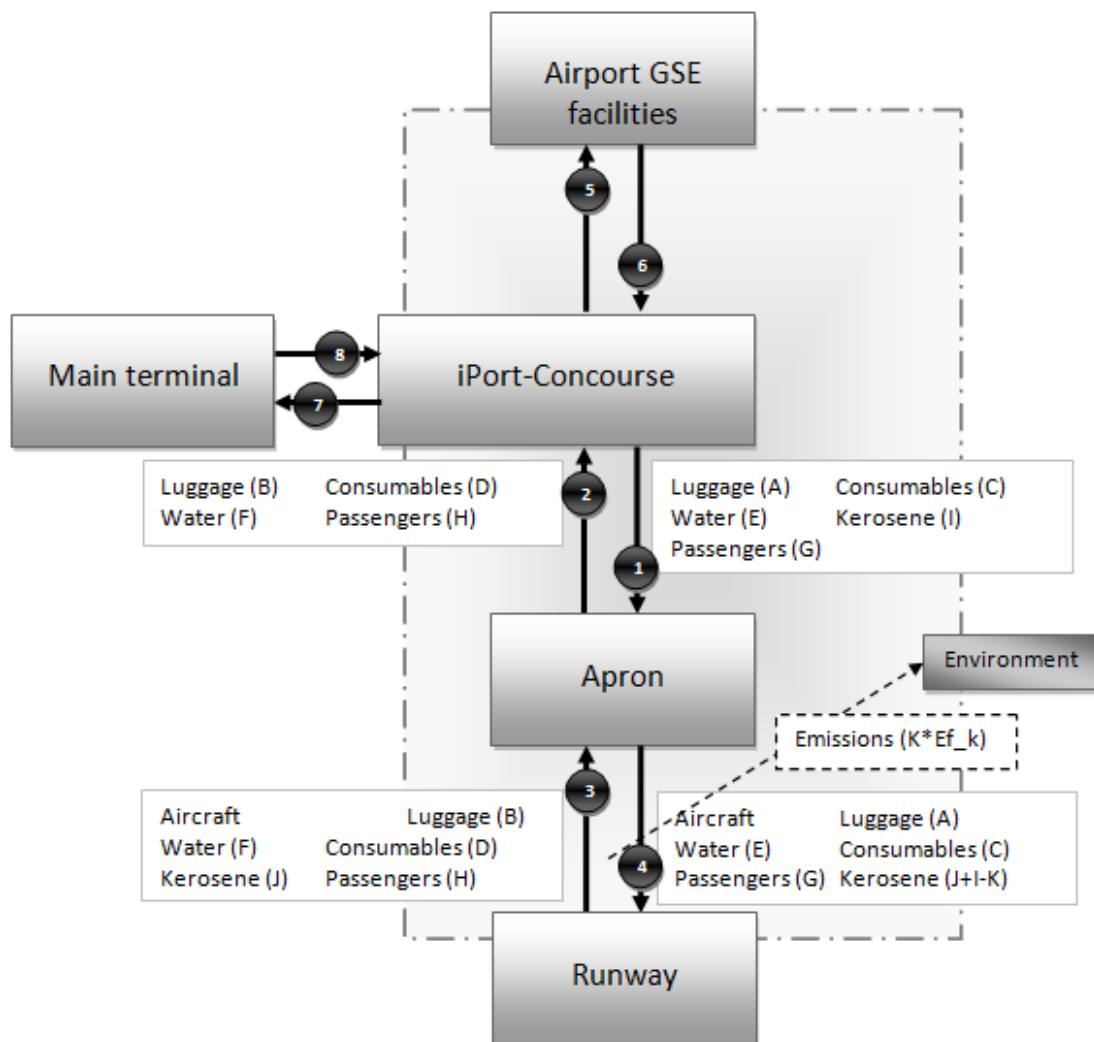 Airport GSE
facilities
5
6
Main terminal
8
7
iPort-Concourse
Luggage (B) Consumables (D)
Water (F) Passengers (H)
2
Luggage (A) Consumables (C)
Water (E) Kerosene (I)
Passengers (G)
1
Apron
Environment
Emissions (K*Ef_k)
3
Aircraft Luggage (B)
Water (F) Consumables (D)
Kerosene (J) Passengers (H)
4
Aircraft Luggage (A)
Water (E) Consumables (C)
Passengers (G) Kerosene (J+I-K)
Runway